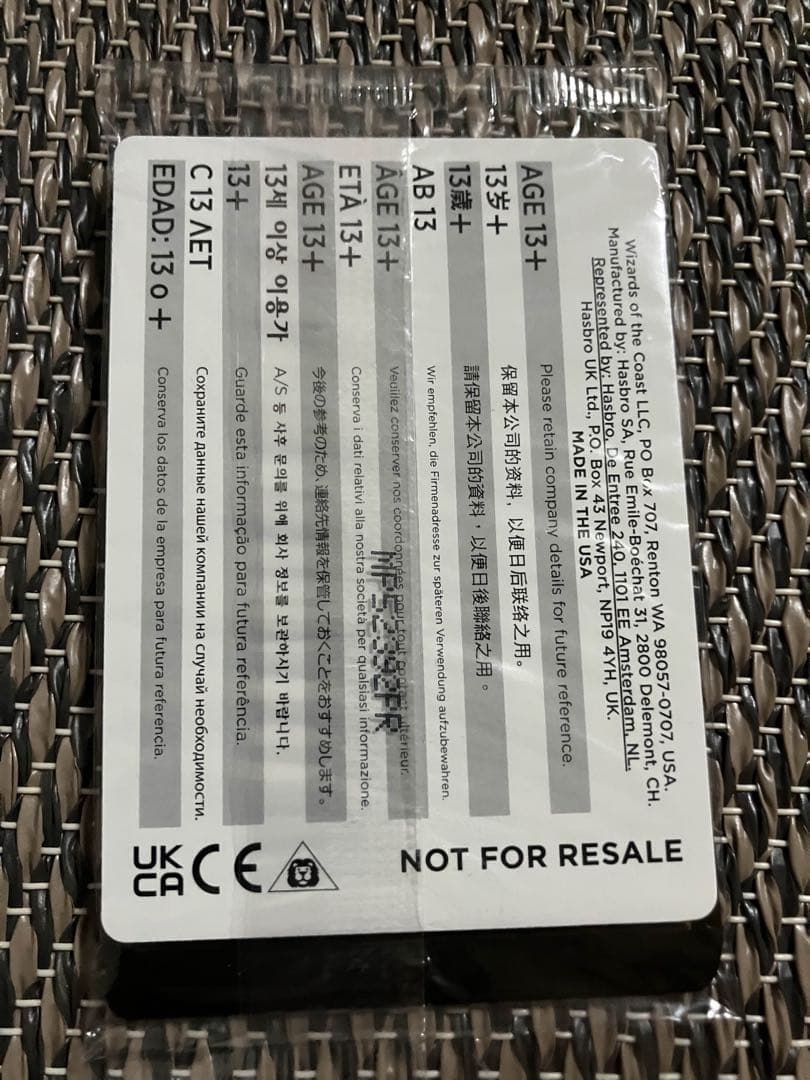 Wizards of the Coast LLC, PO Box 707, Renton WA 98057-0707, USA.
Manufactured by: Hasbro SA, Rue Emile-Boéchat 31, 2800 Delemont, CH.
Represented by: Hasbro, De Entree 240, 1101 EE Amsterdam, NL.
Hasbro UK Ltd., P.O. Box 43 Newport, NP19 4YH, UK.
MADE IN THE USA
AGE 13+ Please retain company details for future reference.
13岁+ 保留本公司的资料，以便日后联络之用。
13歲+ 請保留本公司的資料，以便日後聯絡之用。
AB 13 Wir empfehlen, die Firmenadresse zur späteren Verwendung aufzubewahren.
ÂGE 13+ Veuillez conserver nos coordonnées pour tout contact ultérieur.
ETÀ 13+ Conserva i dati relativi alla nostra società per qualsiasi informazione.
AGE 13+ 今後の参考のため、連絡先情報を保管しておくことをおすすめします。
13세 이상 이용가 A/S 등 사후 문의를 위해 회사 정보를 보관하시기 바랍니다.
13+ Guarde esta informação para futura referência.
С 13 ЛЕТ Сохраните данные нашей компании на случай необходимости.
EDAD: 13 o + Conserva los datos de la empresa para futura referencia.
NOT FOR RESALE
CE
UK
CA